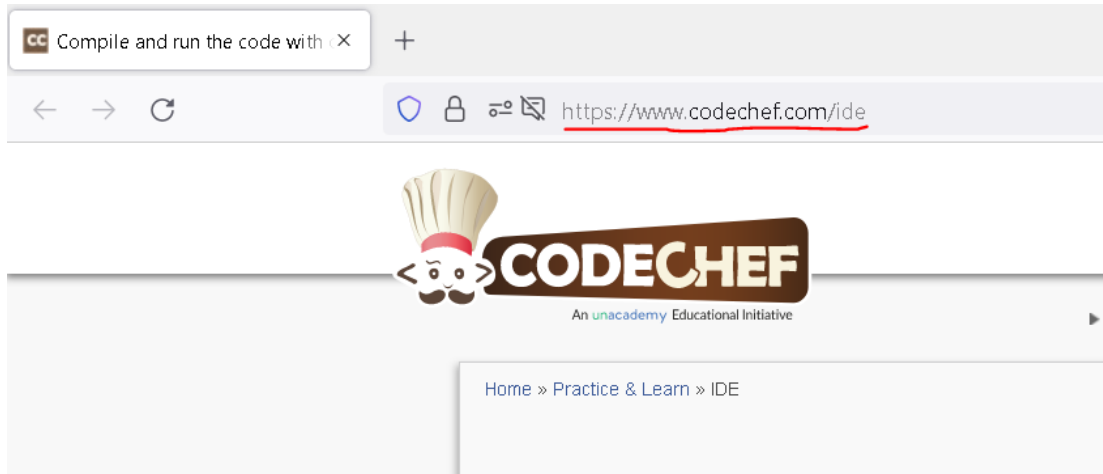 CC Compile and run the code with
https://www.codechef.com/ide
CODECHEF
An unacademy Educational Initiative
Home » Practice & Learn » IDE